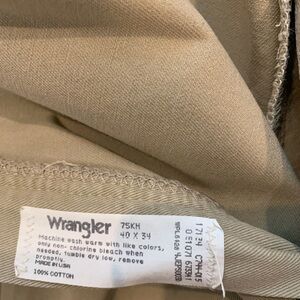 Wrangler 75KH
40 X 34
Machine wash warm with like colors,
only non- chlorine bleach when
needed, tumble dry low, remove
promptly.
MADE IN USA
100% COTTON